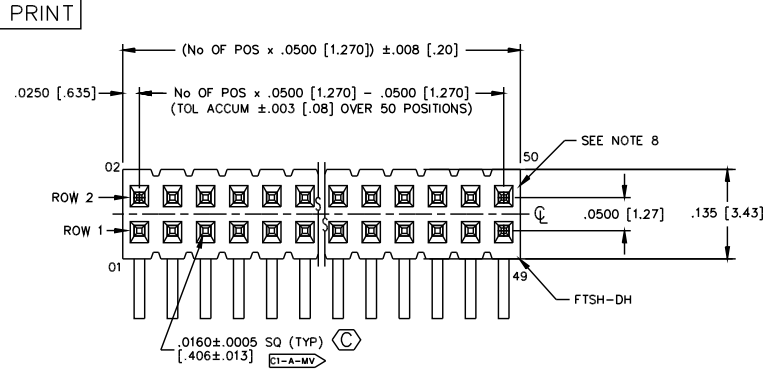 PRINT
(No OF POS x .0500 [1.270]) ±.008 [.20]
.0250 [.635]
No OF POS x .0500 [1.270] - .0500 [1.270]
(TOL ACCUM ±.003 [.08] OVER 50 POSITIONS)
SEE NOTE 8
02
50
ROW 2
℄
.0500 [1.27]
.135 [3.43]
ROW 1
01
49
FTSH-DH
.0160±.0005 SQ (TYP) C
[.406±.013] C1-A-MV